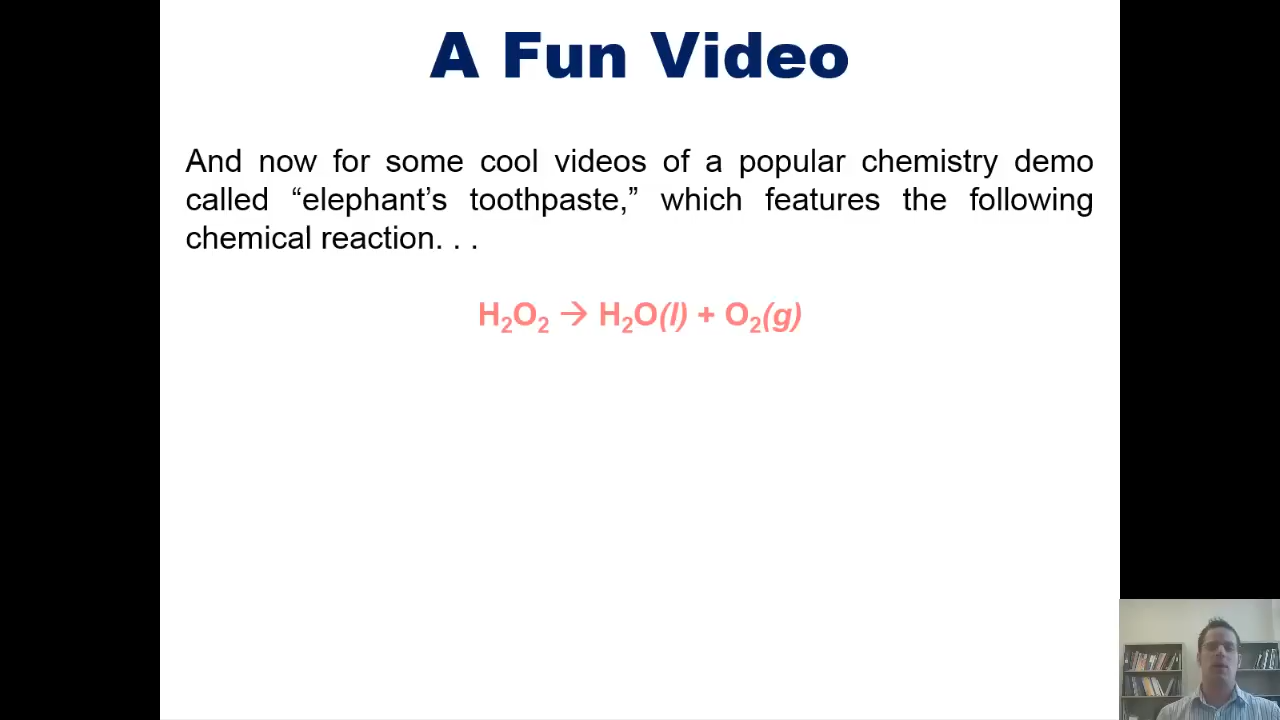 A Fun Video
And now for some cool videos of a popular chemistry demo
called “elephant’s toothpaste,” which features the following
chemical reaction. . .
H₂O₂ → H₂O(l) + O₂(g)